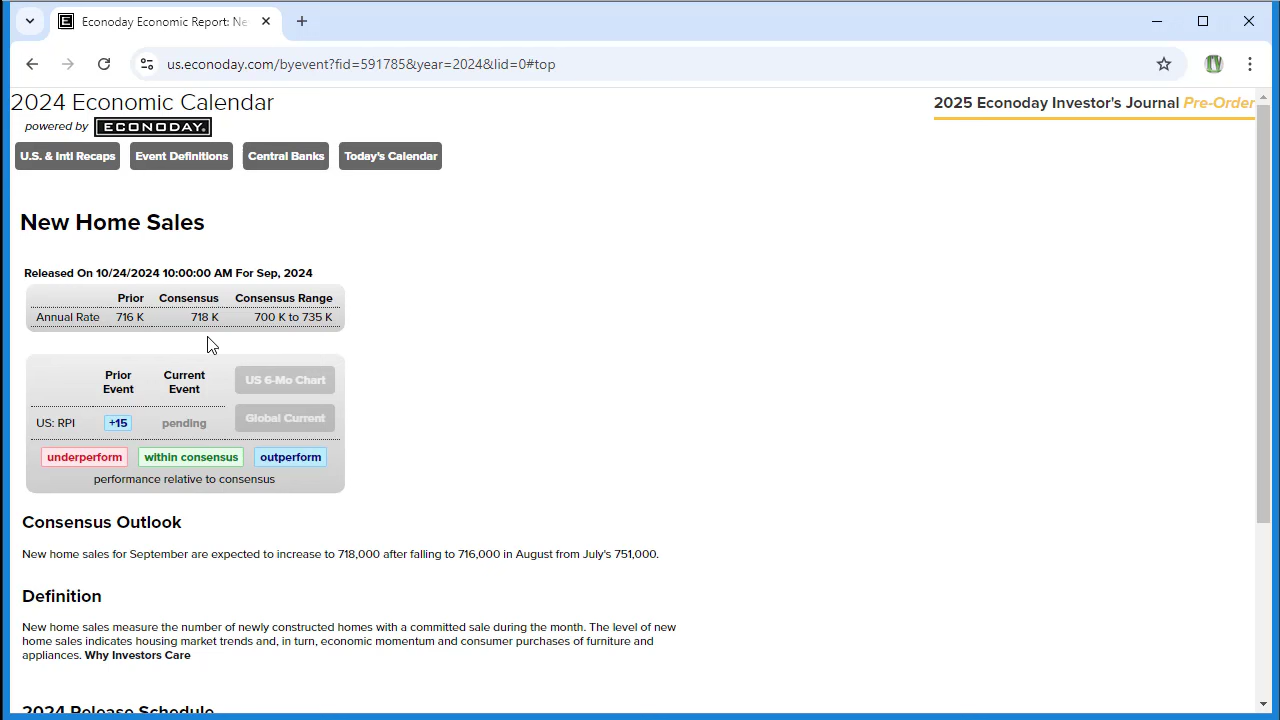 Econoday Economic Report: Ne
us.econoday.com/byevent?fid=591785&year=2024&lid=0#top
2024 Economic Calendar
2025 Econoday Investor's Journal Pre-Order
powered by ECONODAY.
U.S. & Intl Recaps Event Definitions Central Banks Today's Calendar
New Home Sales
Released On 10/24/2024 10:00:00 AM For Sep, 2024
Prior Consensus Consensus Range
Annual Rate 716 K 718 K 700 K to 735 K
Prior Event Current Event US 6-Mo Chart
Global Current
US: RPI +15 pending
underperform within consensus outperform
performance relative to consensus
Consensus Outlook
New home sales for September are expected to increase to 718,000 after falling to 716,000 in August from July's 751,000.
Definition
New home sales measure the number of newly constructed homes with a committed sale during the month. The level of new
home sales indicates housing market trends and, in turn, economic momentum and consumer purchases of furniture and
appliances. Why Investors Care
2024 Release Schedule